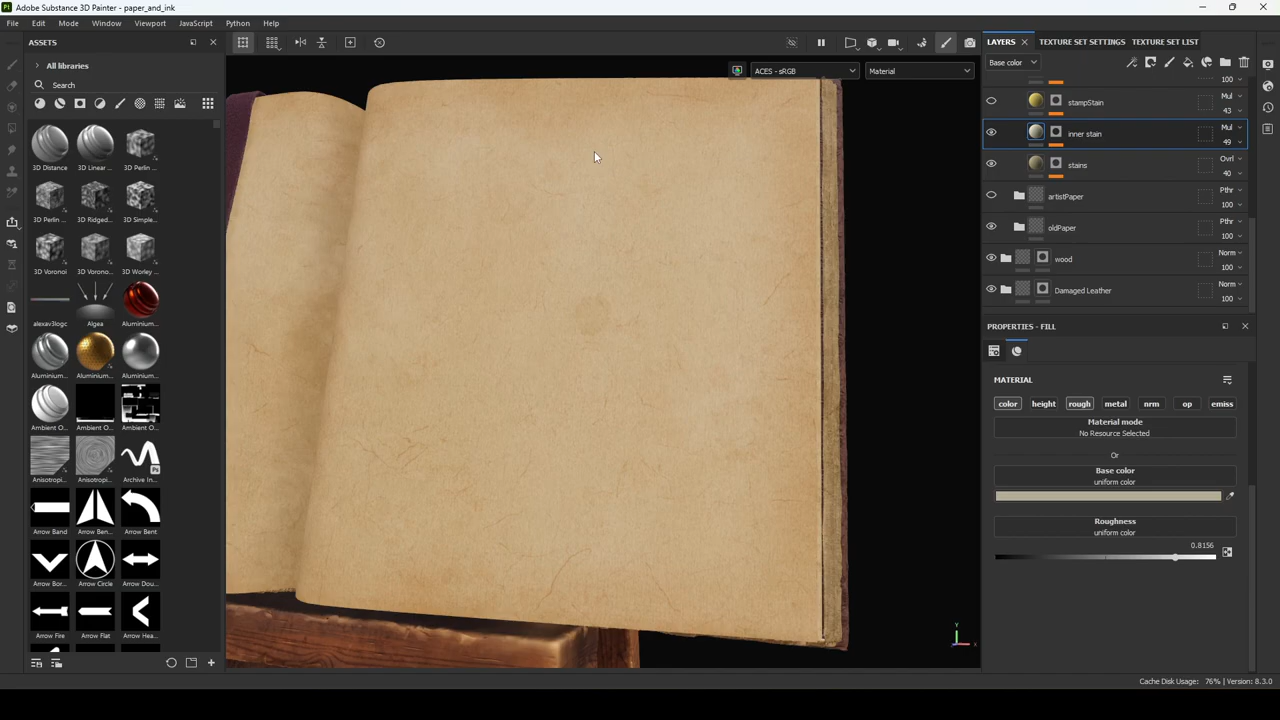 Adobe Substance 3D Painter - paper_and_ink
File Edit Mode Window Viewport JavaScript Python Help
ASSETS
All libraries
Search
3D Distance 3D Linear ... 3D Perlin ...
3D Perlin ... 3D Ridged... 3D Simple...
3D Voronoi 3D Vorono... 3D Worley ...
alexav3logc Algea Aluminium...
Aluminium... Aluminium... Aluminium...
Ambient O... Ambient O... Ambient O...
Anisotropi... Anisotropi... Archive In...
Arrow Band Arrow Ben... Arrow Bent
Arrow Bor... Arrow Circle Arrow Dou...
Arrow Fire Arrow Flat Arrow Hea...
ACES - sRGB
Material
Y
X
LAYERS TEXTURE SET SETTINGS TEXTURE SET LIST
Base color
100
stampStain Mul 43
inner stain Mul 49
stains Ovrl 40
artistPaper Pthr 100
oldPaper Pthr 100
wood Norm 100
Damaged Leather Norm 100
PROPERTIES - FILL
MATERIAL
color height rough metal nrm op emiss
Material mode
No Resource Selected
Or
Base color
uniform color
Roughness
uniform color
0.8156
Cache Disk Usage: 76% | Version: 8.3.0